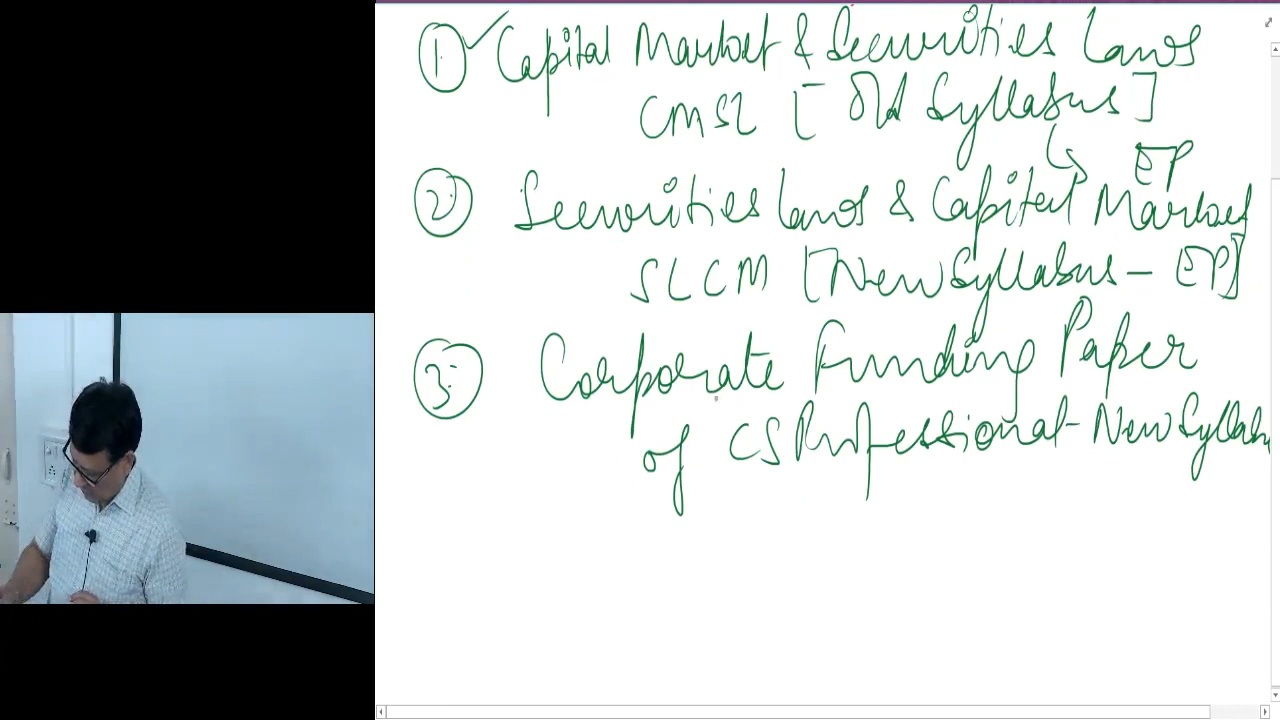 ① ✓ Capital Market & Securities Laws
CMSL [Old Syllabus]
↳ EP
② Securities Laws & Capital Market
SLCM [New Syllabus - EP]
③ Corporate Funding Paper
of CS Professional - New Syllabu